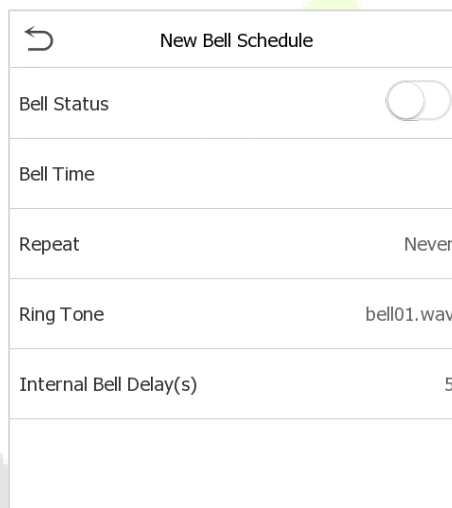 New Bell Schedule
Bell Status
Bell Time
Repeat Never
Ring Tone bell01.wav
Internal Bell Delay(s) 5